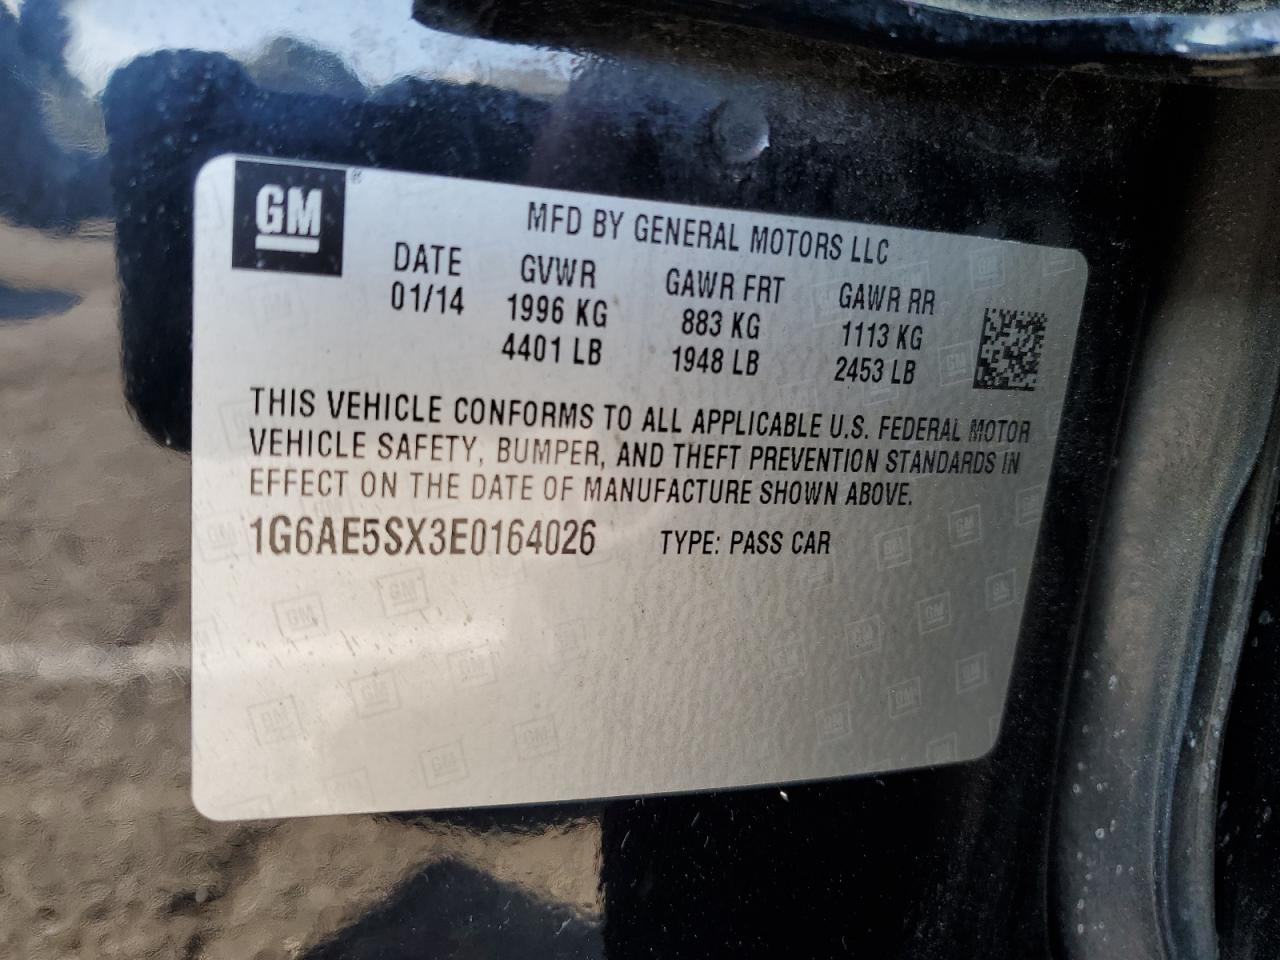 GM®
MFD BY GENERAL MOTORS LLC
DATE GVWR GAWR FRT GAWR RR
01/14 1996 KG 883 KG 1113 KG
4401 LB 1948 LB 2453 LB
THIS VEHICLE CONFORMS TO ALL APPLICABLE U.S. FEDERAL MOTOR
VEHICLE SAFETY, BUMPER, AND THEFT PREVENTION STANDARDS IN
EFFECT ON THE DATE OF MANUFACTURE SHOWN ABOVE.
1G6AE5SX3E0164026 TYPE: PASS CAR